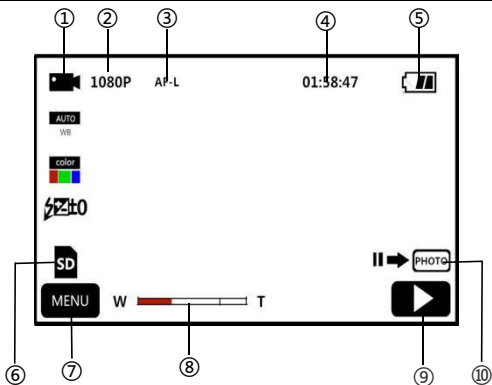 ① ② ③ ④ ⑤
1080P AF-L 01:58:47
AUTO
WB
color
±0
SD PHOTO
MENU W T
⑥ ⑦ ⑧ ⑨ ⑩